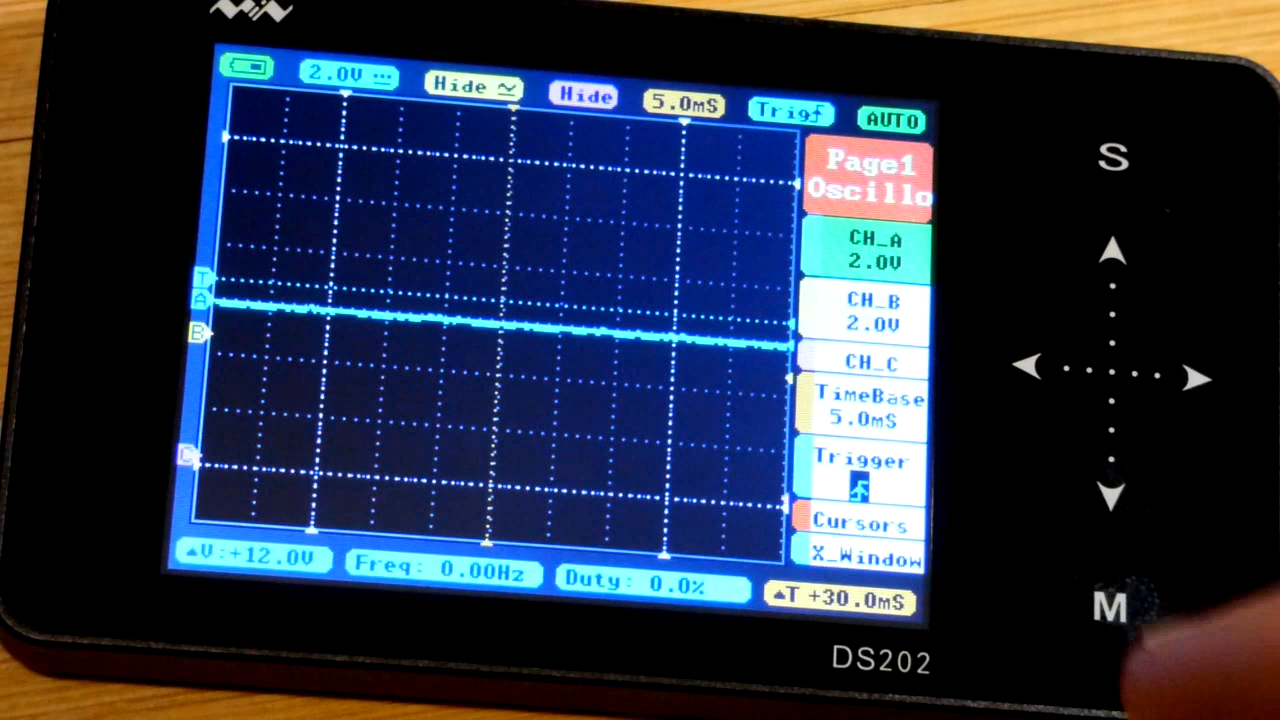 2.0V Hide Hide 5.0mS Trig AUTO
Page1
Oscillo
CH_A
2.0V
CH_B
2.0V
CH_C
TimeBase
5.0mS
Trigger
Cursors
X_Window
T
A
B
C
▲V:+12.0V Freq: 0.00Hz Duty: 0.0% ▲T +30.0mS
S
M
DS202